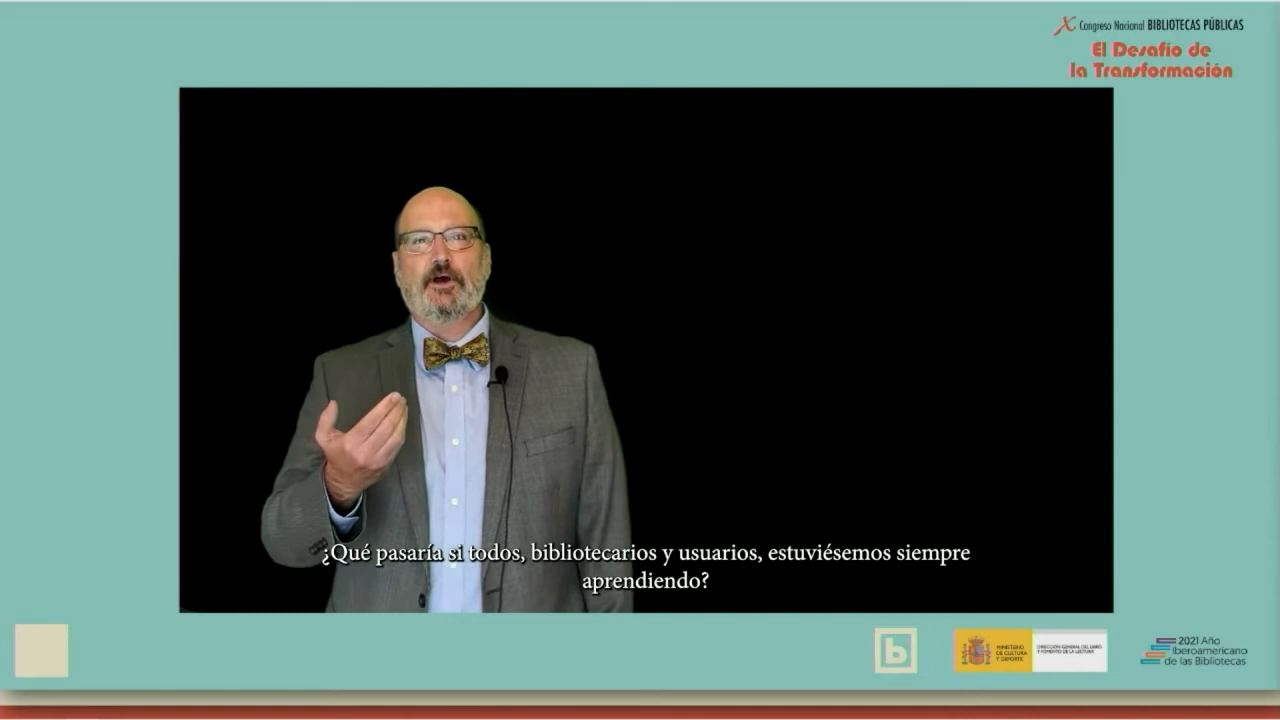 X Congreso Nacional BIBLIOTECAS PÚBLICAS
El Desafío de
la Transformación
¿Qué pasaría si todos, bibliotecarios y usuarios, estuviésemos siempre
aprendiendo?
b
MINISTERIO
DE CULTURA
Y DEPORTE
DIRECCIÓN GENERAL DEL LIBRO
Y FOMENTO DE LA LECTURA
2021 Año
Iberoamericano
de las Bibliotecas